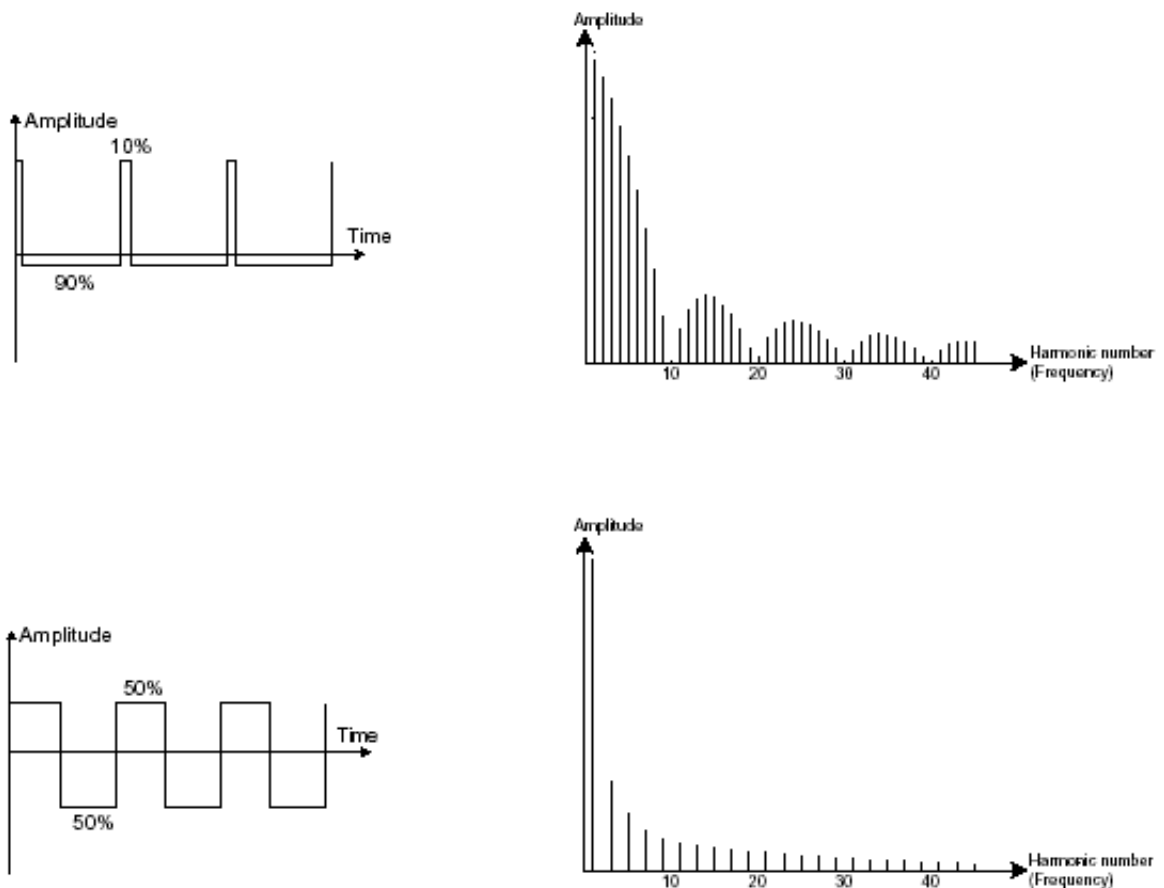 Amplitude
10%
Time
90%
Amplitude
10
20
30
40
Harmonic number
(Frequency)
Amplitude
50%
Time
50%
Amplitude
10
20
30
40
Harmonic number
(Frequency)